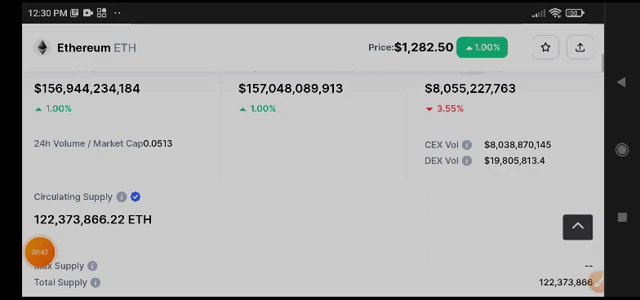 12:30 PM
Ethereum ETH
Price:$1,282.50 ▲ 1.00%
$156,944,234,184
▲ 1.00%
$157,048,089,913
▲ 1.00%
$8,055,227,763
▼ 3.55%
24h Volume / Market Cap0.0513
CEX Vol $8,038,870,145
DEX Vol $19,805,813.4
Circulating Supply
122,373,866.22 ETH
00:43
Max Supply --
Total Supply 122,373,866